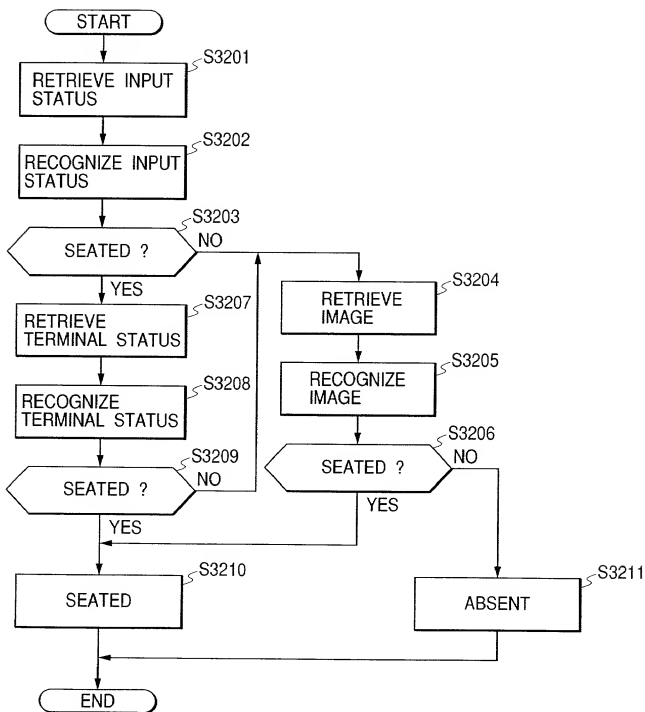 START
S3201
RETRIEVE INPUT
STATUS
S3202
RECOGNIZE INPUT
STATUS
S3203
SEATED ?
NO
YES
S3204
RETRIEVE
IMAGE
S3207
RETRIEVE
TERMINAL STATUS
S3205
RECOGNIZE
IMAGE
S3208
RECOGNIZE
TERMINAL STATUS
S3206
SEATED ?
NO
YES
S3209
SEATED ?
NO
YES
S3210
SEATED
S3211
ABSENT
END